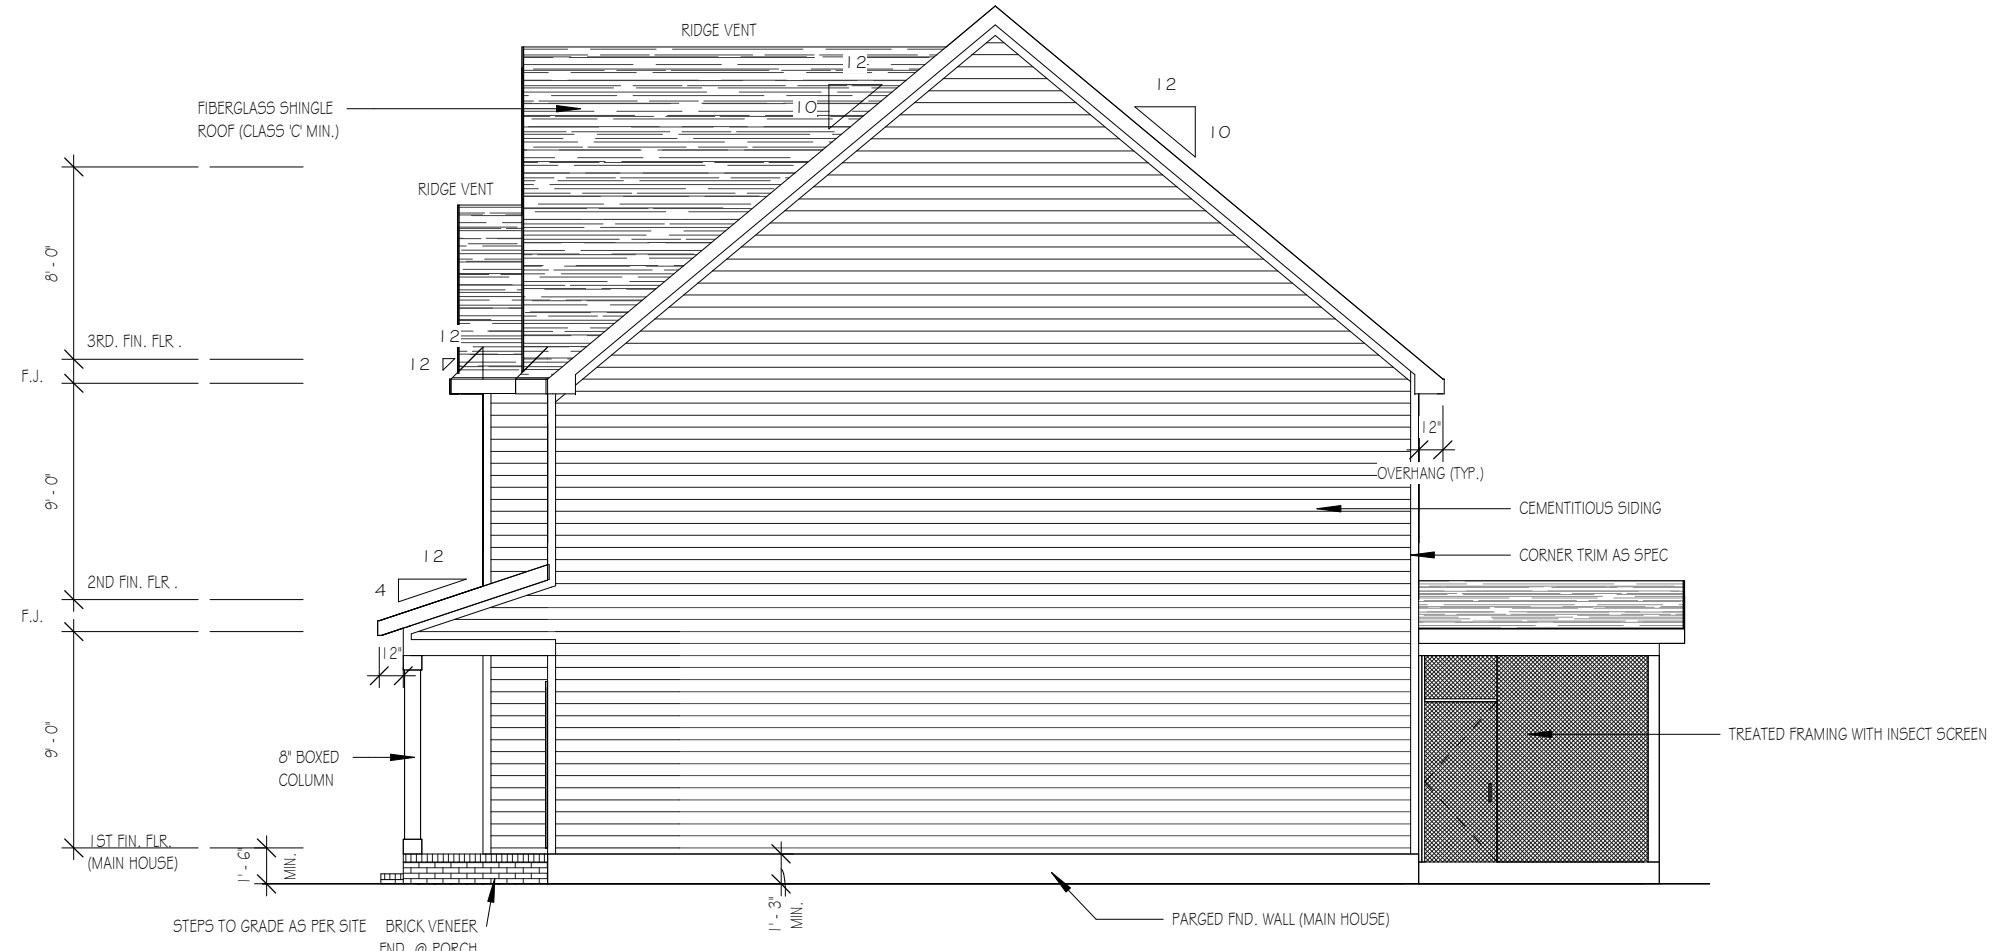 RIDGE VENT
12
12
FIBERGLASS SHINGLE
ROOF (CLASS 'C' MIN.)
10
10
RIDGE VENT
8' - 0"
3RD. FIN. FLR .
12
12
F.J.
12"
OVERHANG (TYP.)
9' - 0"
CEMENTITIOUS SIDING
CORNER TRIM AS SPEC
12
4
2ND FIN. FLR .
F.J.
12"
9' - 0"
TREATED FRAMING WITH INSECT SCREEN
8" BOXED
COLUMN
1ST FIN. FLR.
(MAIN HOUSE)
1' - 6"
MIN.
1' - 3"
MIN.
STEPS TO GRADE AS PER SITE
BRICK VENEER
FND. @ PORCH
PARGED FND. WALL (MAIN HOUSE)